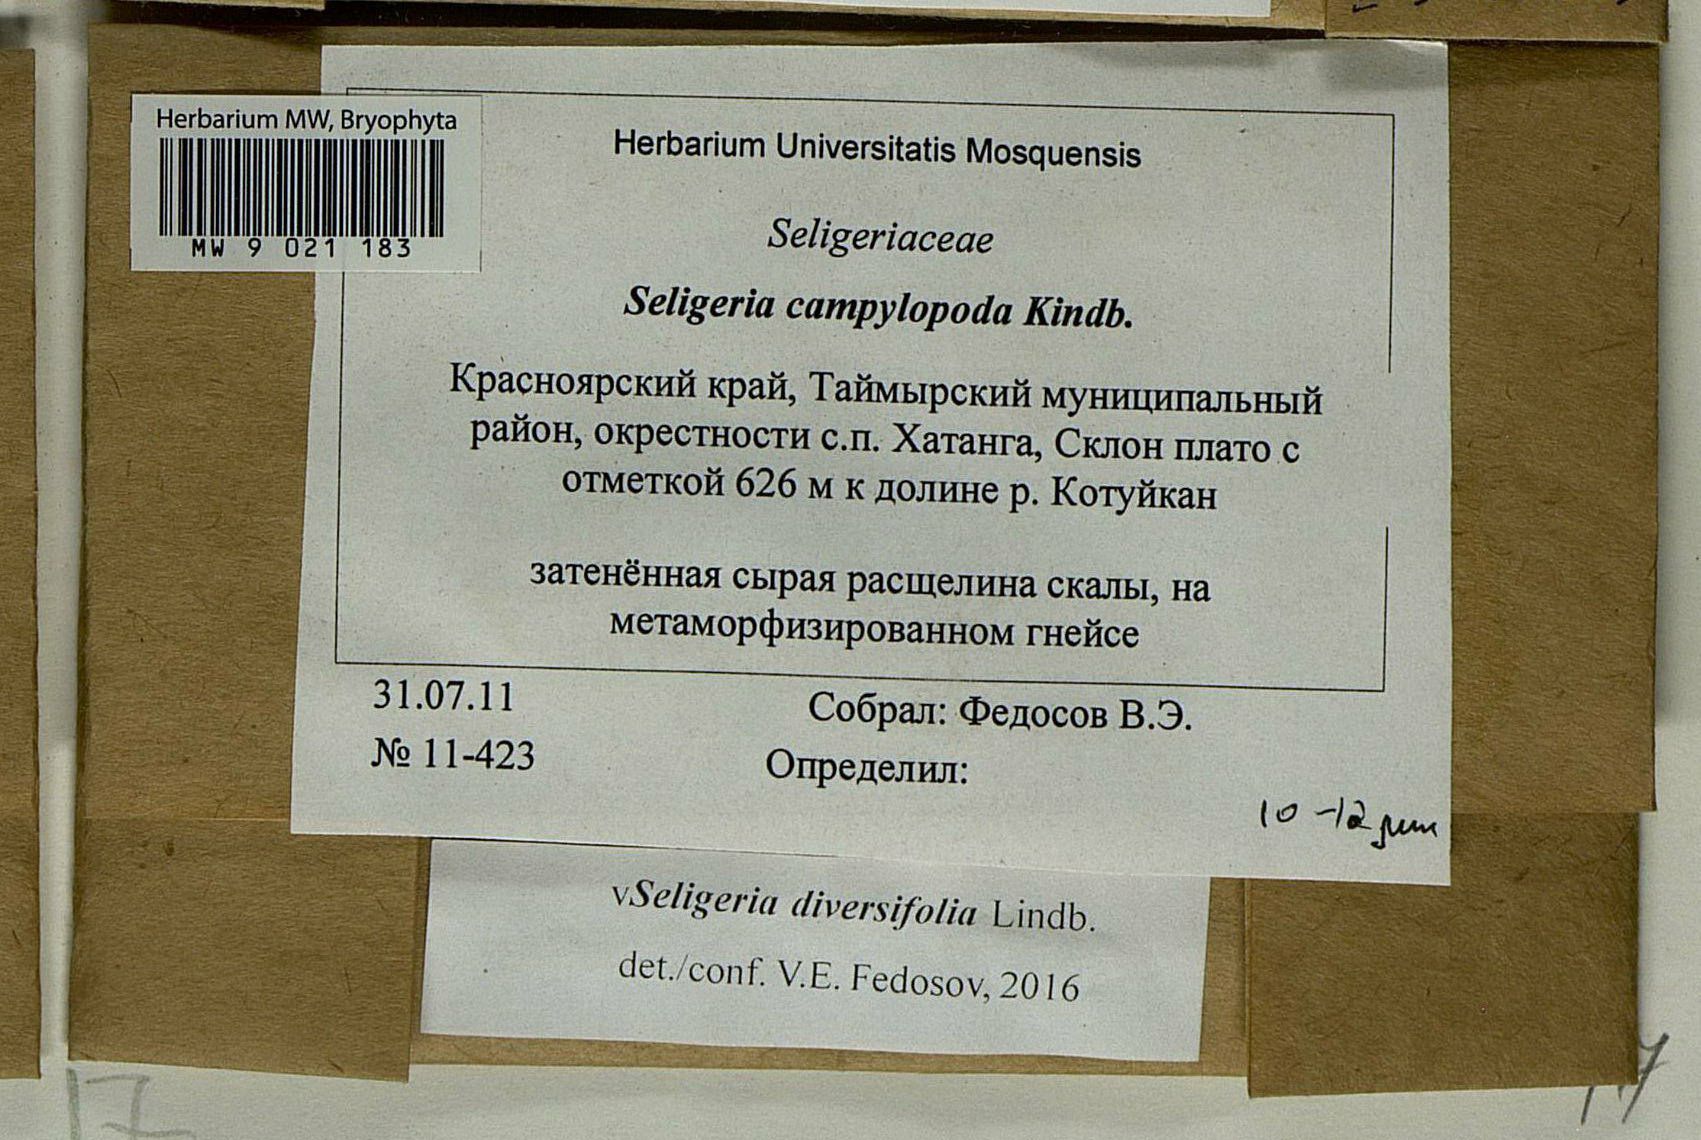 Herbarium MW, Bryophyta
MW 9 021 183
Herbarium Universitatis Mosquensis
Seligeriaceae
Seligeria campylopoda Kindb.
Красноярский край, Таймырский муниципальный
район, окрестности с.п. Хатанга, Склон плато с
отметкой 626 м к долине р. Котуйкан
затенённая сырая расщелина скалы, на
метаморфизированном гнейсе
31.07.11
Собрал: Федосов В.Э.
№ 11-423
Определил:
10-12
vSeligeria diversifolia Lindb.
det./conf. V.E. Fedosov, 2016
17
17